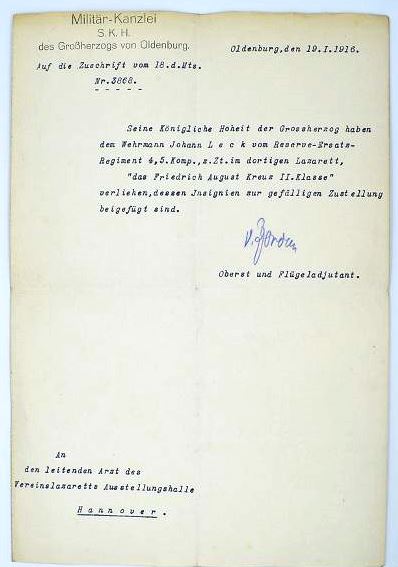 Militär-Kanzlei
S. K. H.
des Großherzogs von Oldenburg.
Oldenburg,den 19.I.1916.
Auf die Zuschrift vom 18.d.Mts.
Nr.3868.
- - - - -
Seine Königliche Hoheit der Grossherzog haben
dem Wehrmann Johann L e c k vom Reserve-Ersatz-
Regiment 4,5.Komp.,z.Zt.im dortigen Lazarett,
"das Friedrich August Kreuz II.Klasse"
verliehen,dessen Insignien zur gefälligen Zustellung
beigefügt sind.
v.
Oberst und Flügeladjutant.
An
den leitenden Arzt des
Vereinslazaretts Ausstellungshalle
H a n n o v e r .